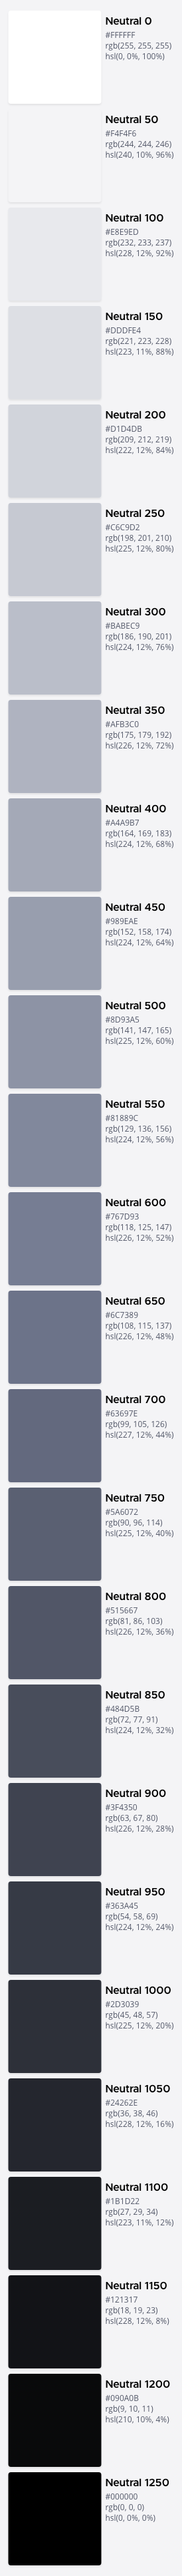 Neutral 0
#FFFFFF
rgb(255, 255, 255)
hsl(0, 0%, 100%)
Neutral 50
#F4F4F6
rgb(244, 244, 246)
hsl(240, 10%, 96%)
Neutral 100
#E8E9ED
rgb(232, 233, 237)
hsl(228, 12%, 92%)
Neutral 150
#DDDFE4
rgb(221, 223, 228)
hsl(223, 11%, 88%)
Neutral 200
#D1D4DB
rgb(209, 212, 219)
hsl(222, 12%, 84%)
Neutral 250
#C6C9D2
rgb(198, 201, 210)
hsl(225, 12%, 80%)
Neutral 300
#BABEC9
rgb(186, 190, 201)
hsl(224, 12%, 76%)
Neutral 350
#AFB3C0
rgb(175, 179, 192)
hsl(226, 12%, 72%)
Neutral 400
#A4A9B7
rgb(164, 169, 183)
hsl(224, 12%, 68%)
Neutral 450
#989EAE
rgb(152, 158, 174)
hsl(224, 12%, 64%)
Neutral 500
#8D93A5
rgb(141, 147, 165)
hsl(225, 12%, 60%)
Neutral 550
#81889C
rgb(129, 136, 156)
hsl(224, 12%, 56%)
Neutral 600
#767D93
rgb(118, 125, 147)
hsl(226, 12%, 52%)
Neutral 650
#6C7389
rgb(108, 115, 137)
hsl(226, 12%, 48%)
Neutral 700
#63697E
rgb(99, 105, 126)
hsl(227, 12%, 44%)
Neutral 750
#5A6072
rgb(90, 96, 114)
hsl(225, 12%, 40%)
Neutral 800
#515667
rgb(81, 86, 103)
hsl(226, 12%, 36%)
Neutral 850
#484D5B
rgb(72, 77, 91)
hsl(224, 12%, 32%)
Neutral 900
#3F4350
rgb(63, 67, 80)
hsl(226, 12%, 28%)
Neutral 950
#363A45
rgb(54, 58, 69)
hsl(224, 12%, 24%)
Neutral 1000
#2D3039
rgb(45, 48, 57)
hsl(225, 12%, 20%)
Neutral 1050
#24262E
rgb(36, 38, 46)
hsl(228, 12%, 16%)
Neutral 1100
#1B1D22
rgb(27, 29, 34)
hsl(223, 11%, 12%)
Neutral 1150
#121317
rgb(18, 19, 23)
hsl(228, 12%, 8%)
Neutral 1200
#090A0B
rgb(9, 10, 11)
hsl(210, 10%, 4%)
Neutral 1250
#000000
rgb(0, 0, 0)
hsl(0, 0%, 0%)